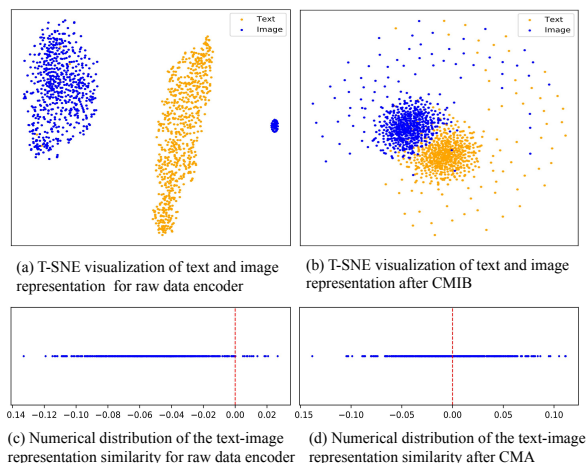 Text
Image
Text
Image
(a) T-SNE visualization of text and image
representation for raw data encoder
(b) T-SNE visualization of text and image
representation after CMIB
0.14 −0.12 −0.10 −0.08 −0.06 −0.04 −0.02 0.00 0.02
−0.15 −0.10 −0.05 0.00 0.05 0.10
(c) Numerical distribution of the text-image
representation similarity for raw data encoder
(d) Numerical distribution of the text-image
representation similarity after CMA